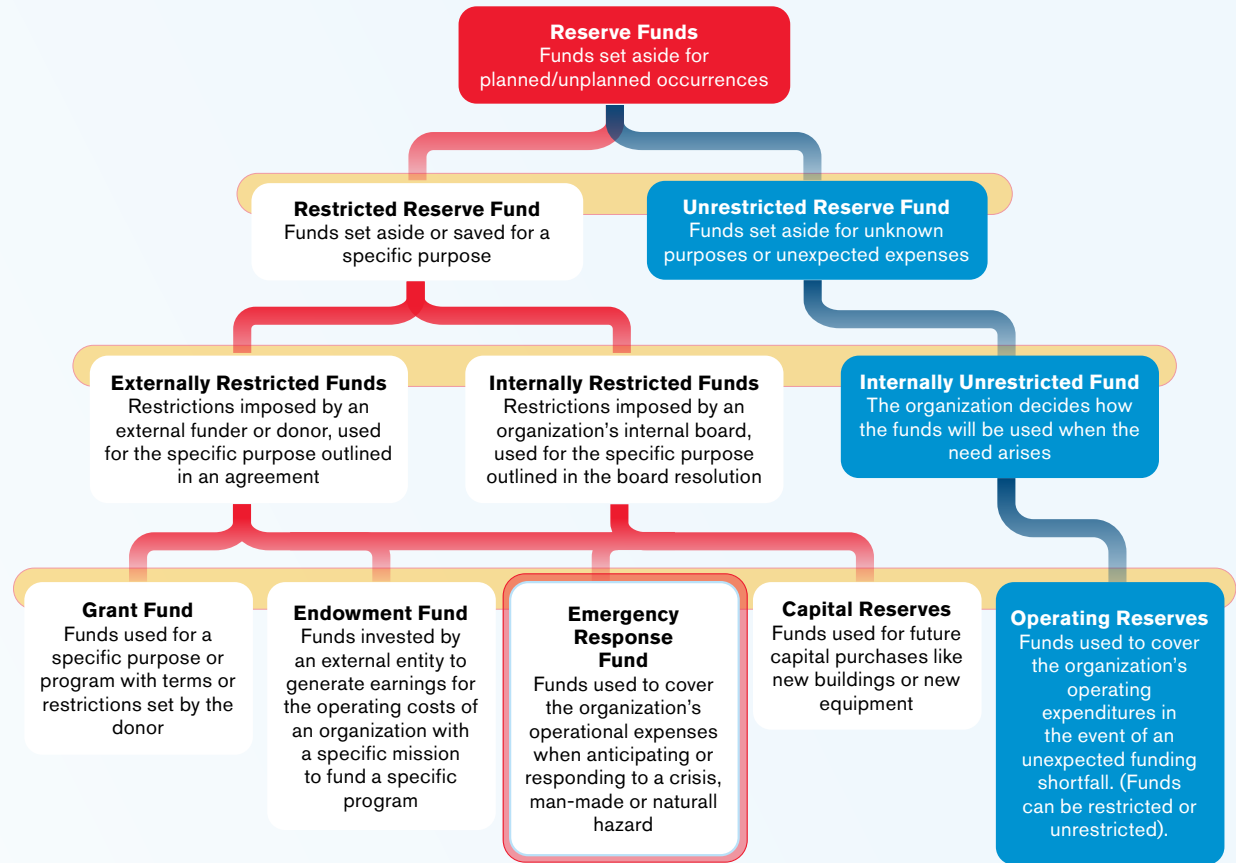 Reserve Funds
Funds set aside for
planned/unplanned occurrences
Restricted Reserve Fund
Funds set aside or saved for a
specific purpose
Unrestricted Reserve Fund
Funds set aside for unknown
purposes or unexpected expenses
Externally Restricted Funds
Restrictions imposed by an
external funder or donor, used
for the specific purpose outlined
in an agreement
Internally Restricted Funds
Restrictions imposed by an
organization's internal board,
used for the specific purpose
outlined in the board resolution
Internally Unrestricted Fund
The organization decides how
the funds will be used when the
need arises
Grant Fund
Funds used for a
specific purpose or
program with terms or
restrictions set by the
donor
Endowment Fund
Funds invested by
an external entity to
generate earnings for
the operating costs of
an organization with
a specific mission
to fund a specific
program
Emergency
Response
Fund
Funds used to cover
the organization's
operational expenses
when anticipating or
responding to a crisis,
man-made or naturall
hazard
Capital Reserves
Funds used for future
capital purchases like
new buildings or new
equipment
Operating Reserves
Funds used to cover
the organization's
operating
expenditures in
the event of an
unexpected funding
shortfall. (Funds
can be restricted or
unrestricted).